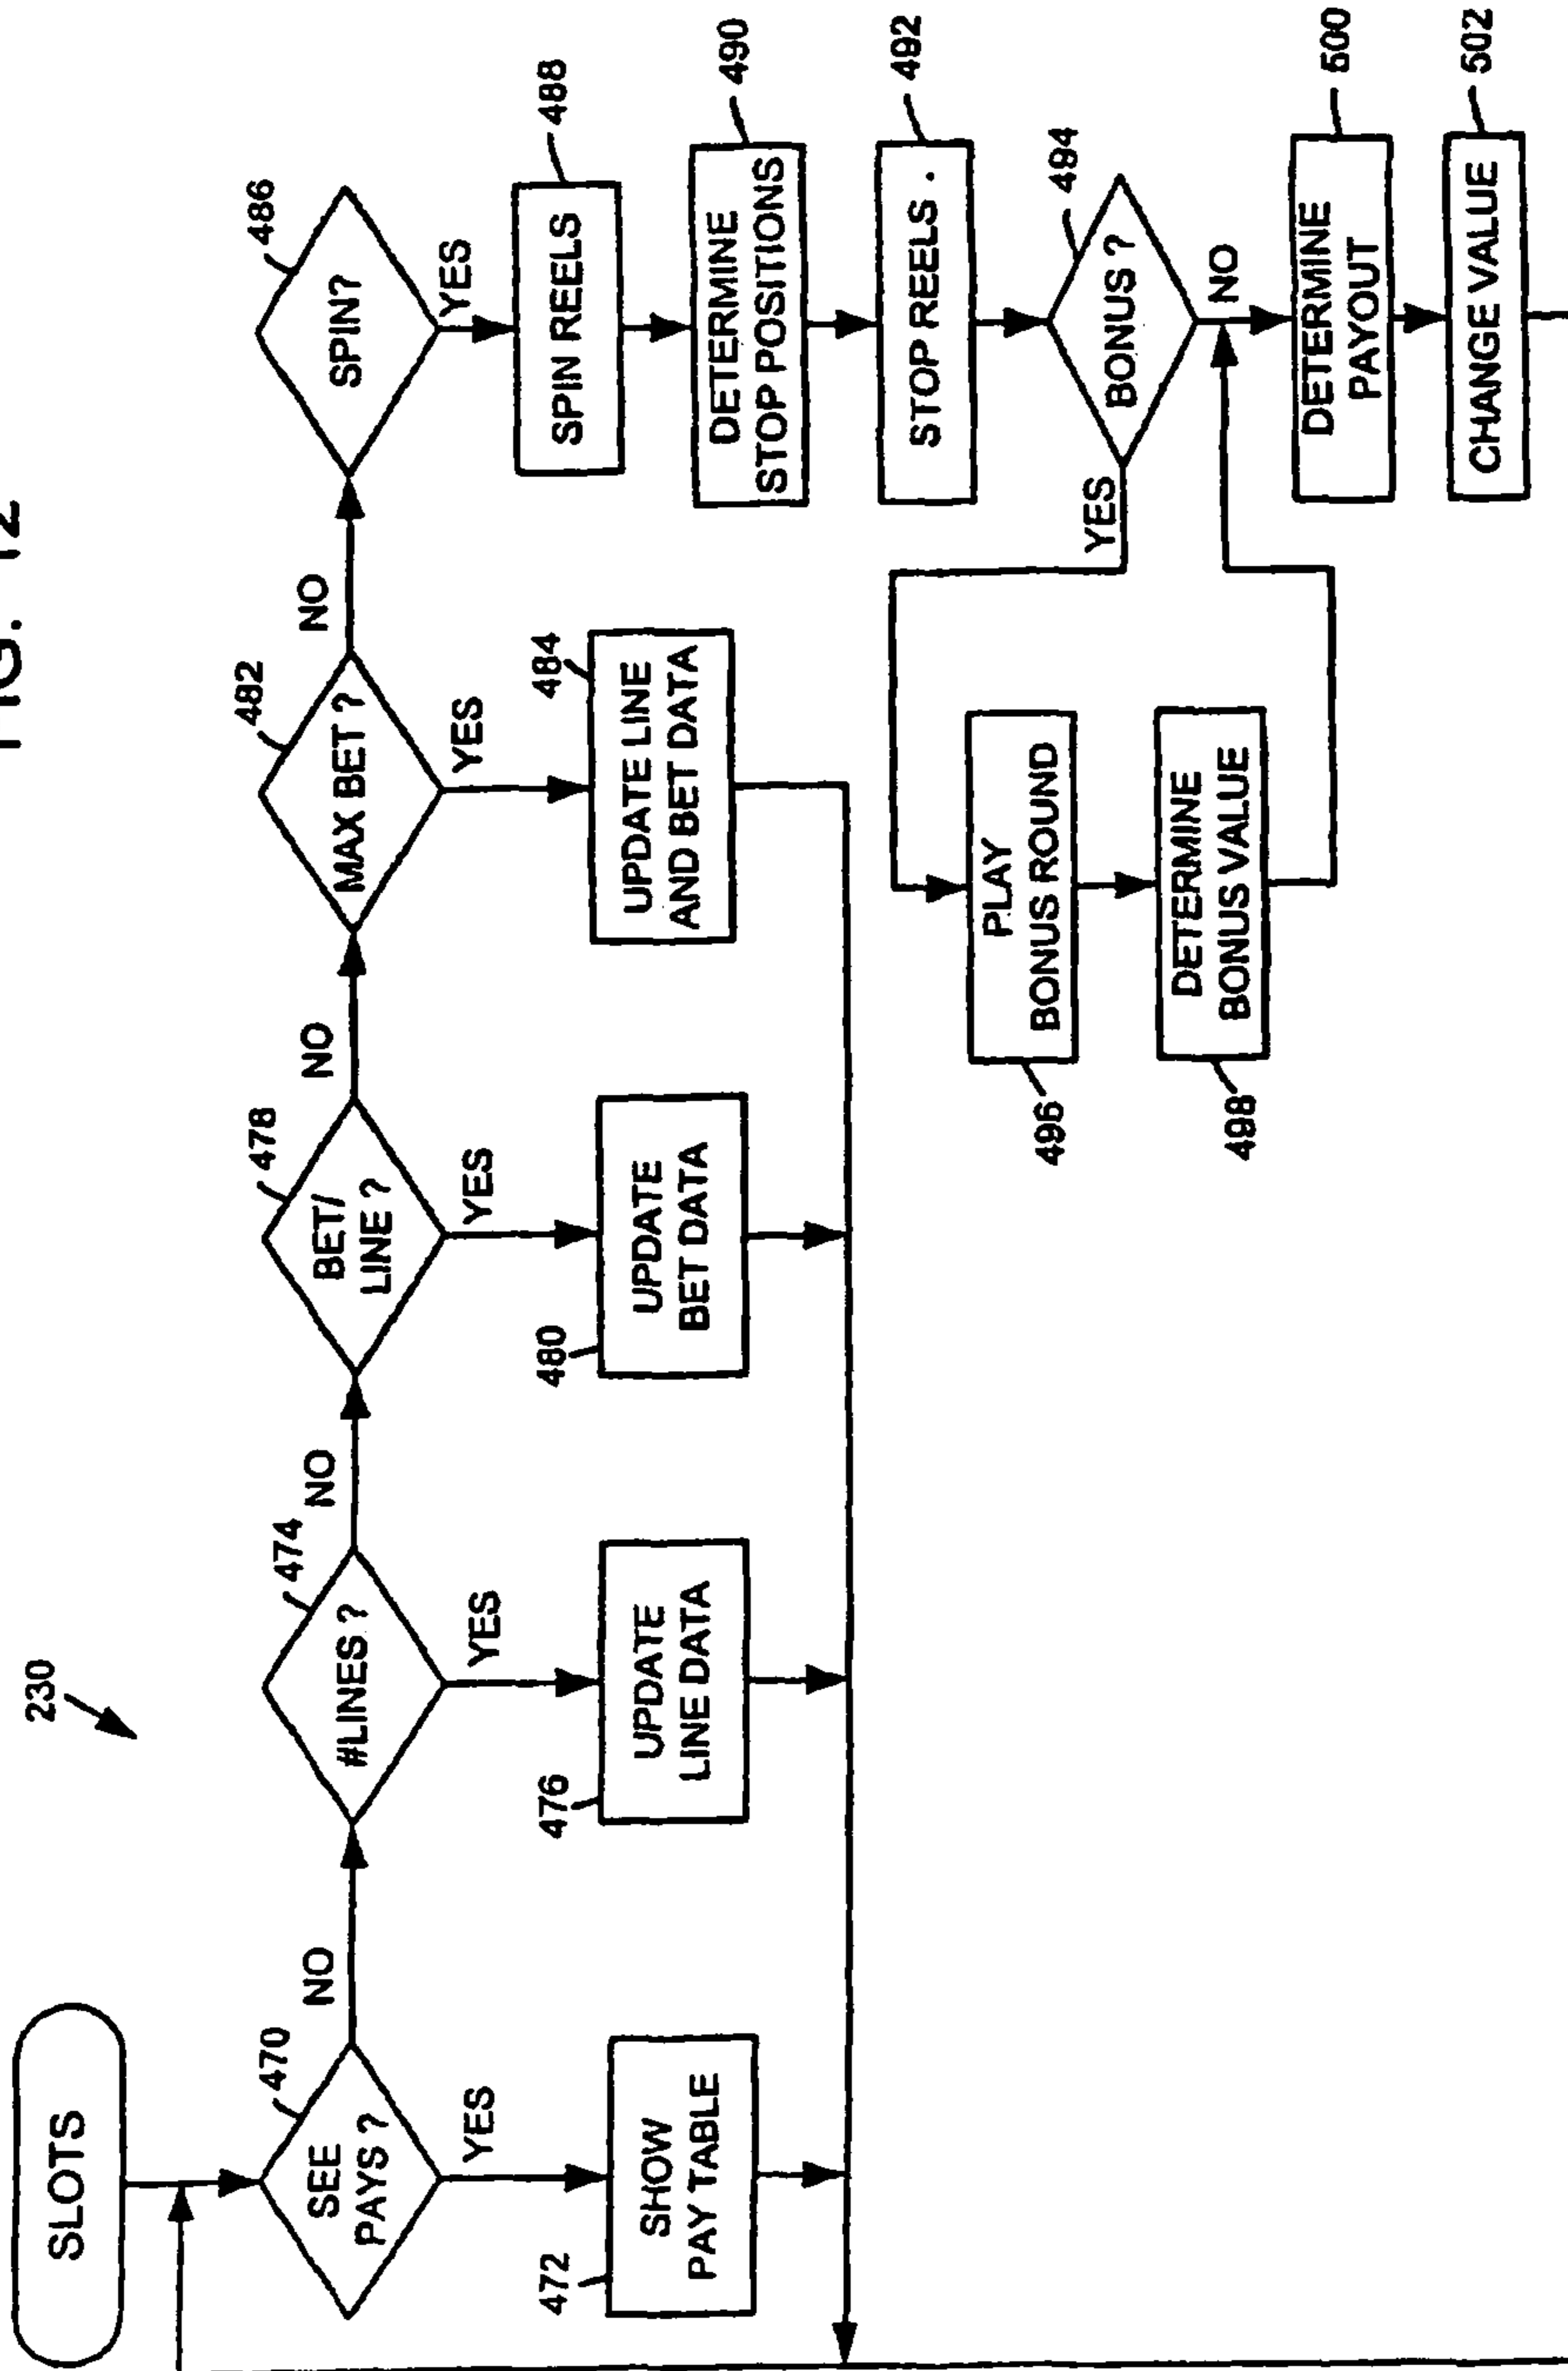 FIG. 12
230
SLOTS
470
SEE
PAYS ?
NO
YES
472
SHOW
PAY TABLE
474
#LINES ?
NO
YES
476
UPDATE
LINE DATA
478
BET/
LINE ?
NO
YES
480
UPDATE
BET DATA
482
MAX BET ?
NO
YES
484
UPDATE LINE
AND BET DATA
486
SPIN?
YES
488
SPIN REELS
490
DETERMINE
STOP POSITIONS
492
STOP REELS .
494
BONUS ?
YES
NO
496
PLAY
BONUS ROUND
498
DETERMINE
BONUS VALUE
500
DETERMINE
PAYOUT
502
CHANGE VALUE